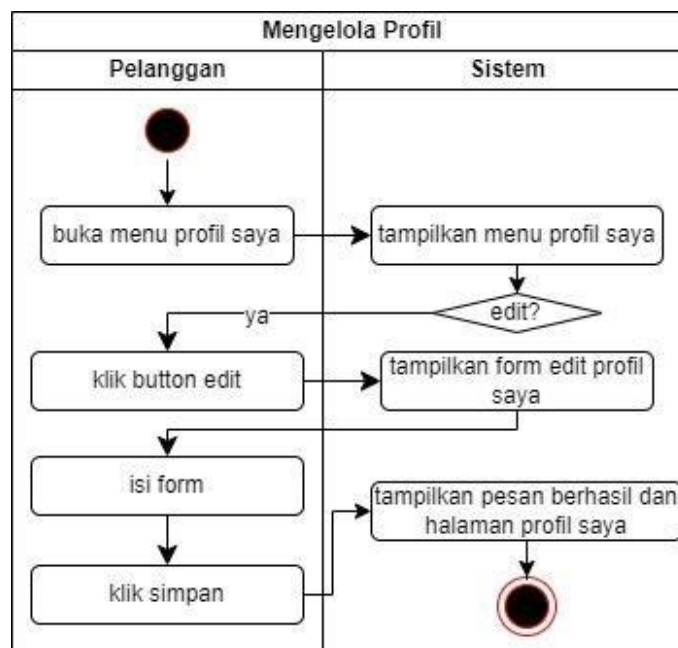 Mengelola Profil
Pelanggan
Sistem
buka menu profil saya
tampilkan menu profil saya
edit?
ya
klik button edit
tampilkan form edit profil
saya
isi form
klik simpan
tampilkan pesan berhasil dan
halaman profil saya